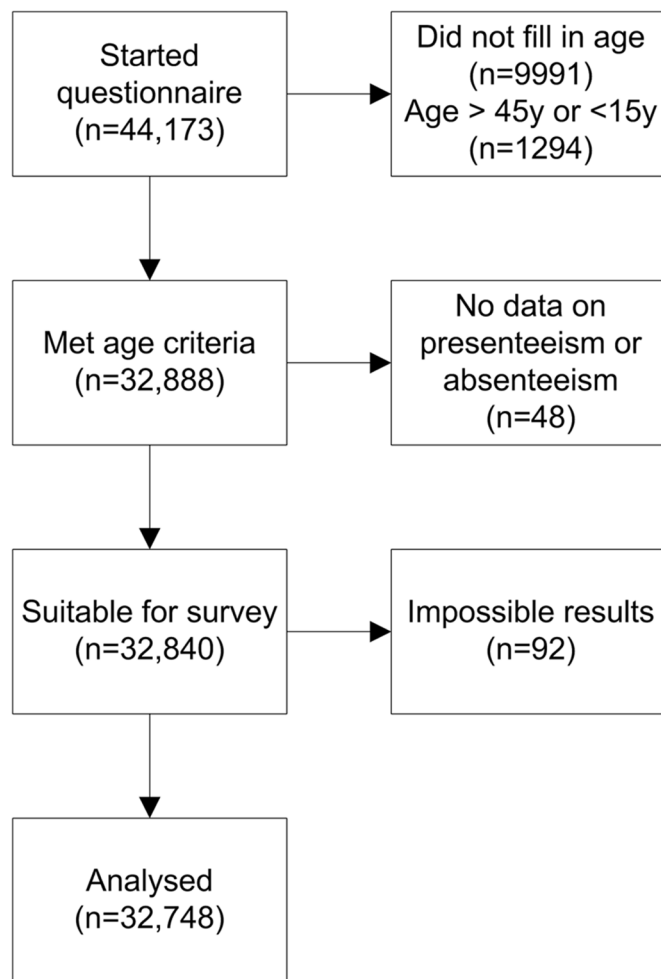 Started
questionnaire
(n=44,173)
Did not fill in age
(n=9991)
Age > 45y or <15y
(n=1294)
Met age criteria
(n=32,888)
No data on
presenteeism or
absenteeism
(n=48)
Suitable for survey
(n=32,840)
Impossible results
(n=92)
Analysed
(n=32,748)